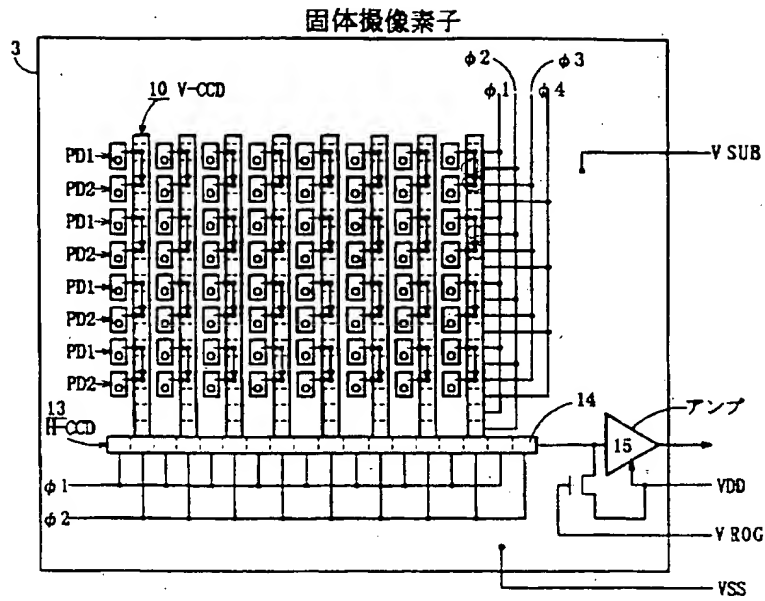 固体撮像素子
3
φ2
φ3
10 V-CCD
φ1
φ4
PD1
V SUB
PD2
PD1
PD2
PD1
PD2
PD1
PD2
13
H-CCD
14
アンプ
15
φ1
VDD
φ2
V ROG
VSS